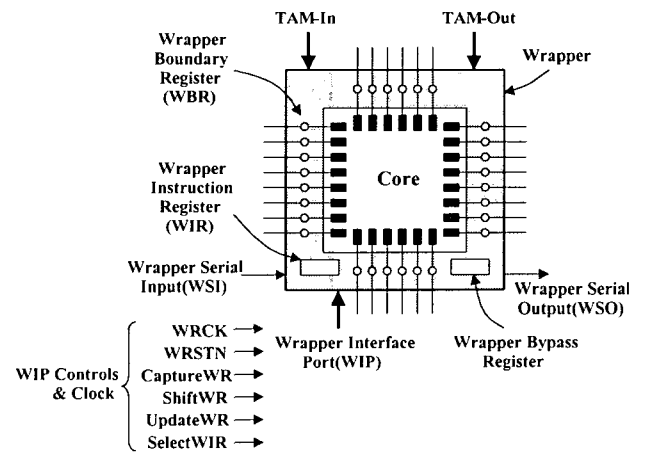 TAM-In
TAM-Out
Wrapper
Boundary
Register
(WBR)
Wrapper
Wrapper
Instruction
Register
(WIR)
Core
Wrapper Serial
Input(WSI)
Wrapper Serial
Output(WSO)
Wrapper Interface
Port(WIP)
Wrapper Bypass
Register
WIP Controls
& Clock
WRCK
WRSTN
CaptureWR
ShiftWR
UpdateWR
SelectWIR